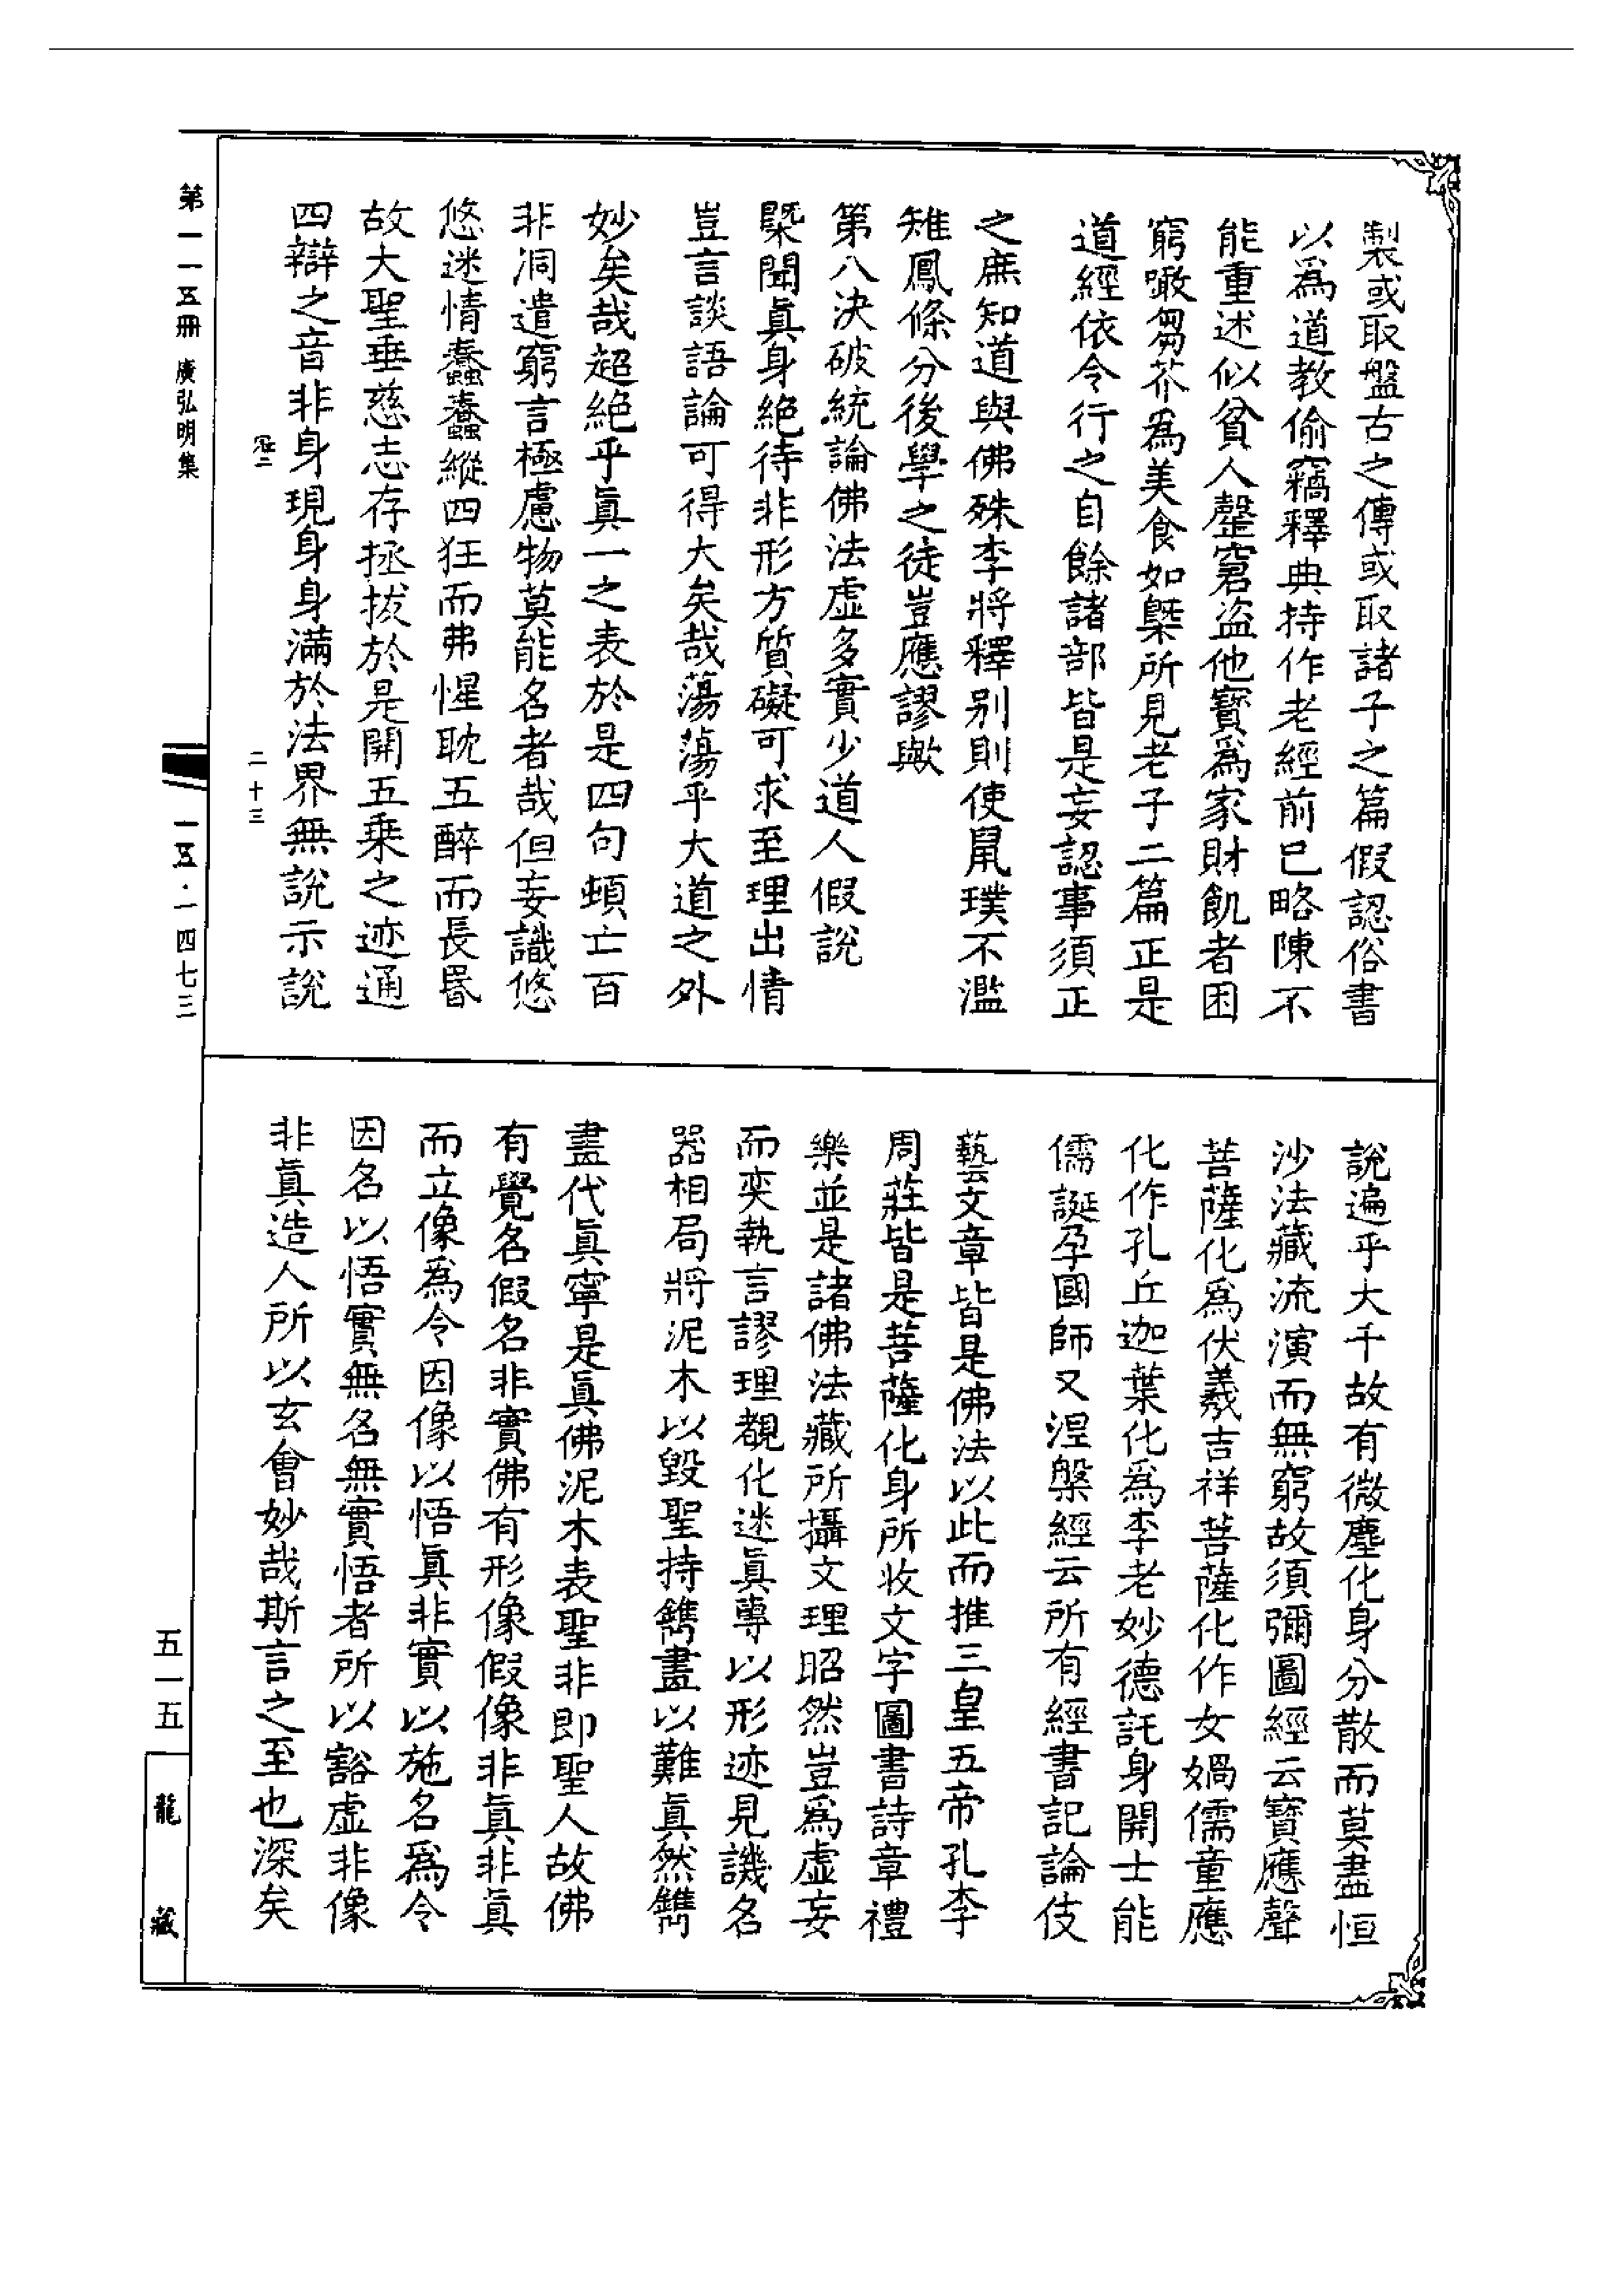 製或取盤古之傳或取諸子之篇假認俗書
以爲道教偷竊釋典持作老經前已略陳不
能重述似貧人罄窘盜他寶爲家財飢者困
窮噉芻芥爲美食如槩所見老子二篇正是
道經依令行之自餘諸部皆是妄認事須正
之庶知道與佛殊李將釋别則使鼠璞不濫
雉鳳條分後學之徒豈應謬歟
第八決破統論佛法虛多實少道人假說
槩聞眞身絕待非形方質礙可求至理出情
豈言談語論可得大矣哉蕩蕩乎大道之外
妙矣哉超絕乎眞一之表於是四句頓亡百
非洞遣窮言極慮物莫能名者哉但妄識悠
悠迷情蠢蠢縱四狂而弗惺耽五醉而長昬
故大聖垂慈志存拯拔於是開五乘之迹通
四辯之音非身現身身滿於法界無說示說
說遍乎大千故有微塵化身分散而莫盡恒
沙法藏流演而無窮故須彌圖經云寶應聲
菩薩化爲伏羲吉祥菩薩化作女媧儒童應
化作孔丘迦葉化爲李老妙德託身開士能
儒誕孕國師又涅槃經云所有經書記論伎
藝文章皆是佛法以此而推三皇五帝孔李
周莊皆是菩薩化身所收文字圖書詩章禮
樂並是諸佛法藏所攝文理昭然豈爲虛妄
而奕執言謬理覩化迷眞專以形迹見譏名
器相局將泥木以毀聖持鐫畫以難眞然鐫
畫代眞寧是眞佛泥木表聖非即聖人故佛
有覺名假名非實佛有形像假像非眞非眞
而立像爲令因像以悟眞非實以施名爲令
因名以悟實無名無實悟者所以豁虛非像
非眞造人所以玄會妙哉斯言之至也深矣
第一一五冊 廣弘明集
二十三
一五·一四七三
五一五
龍藏